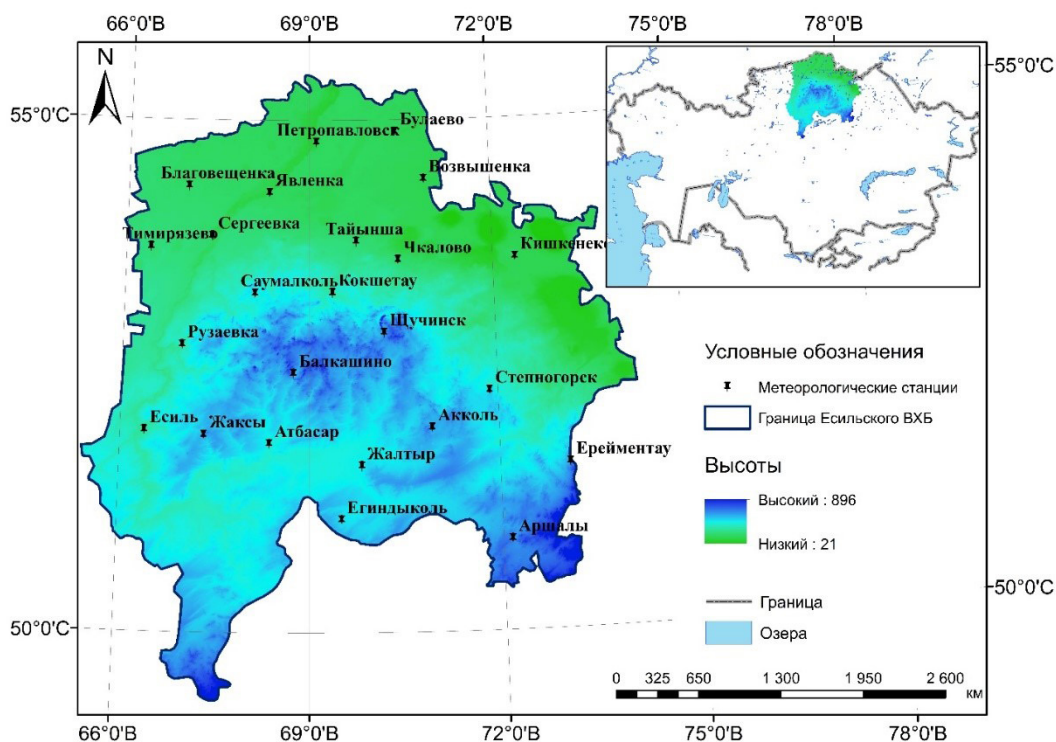 66°0'В 69°0'В 72°0'В 75°0'В 78°0'В
N
55°0'С
55°0'С
Булаево
Петропавловск
Возвышенка
Благовещенка
Явленка
Сергеевка
Тимирязево
Тайынша
Чкалово
Кишкенеко
Саумалколь
Кокшетау
Щучинск
Рузаевка
Балкашино
Степногорск
Есиль
Жаксы
Атбасар
Акколь
Жалтыр
Ерейментау
Егиндыколь
Аршалы
Условные обозначения
Метеорологические станции
Граница Есильского ВХБ
Высоты
Высокий : 896
Низкий : 21
Граница
Озера
50°0'С
50°0'С
0 325 650 1 300 1 950 2 600
км
66°0'В 69°0'В 72°0'В 75°0'В 78°0'В